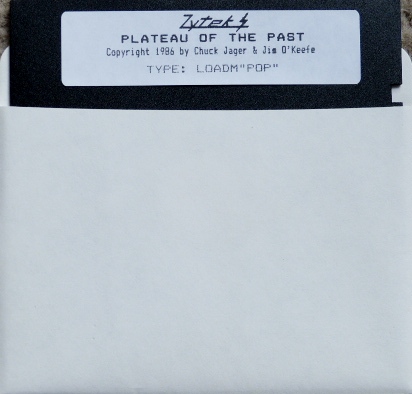 Zytek
PLATEAU OF THE PAST
Copyright 1986 by Chuck Jager & Jim O'Keefe
TYPE: LOADM"POP"